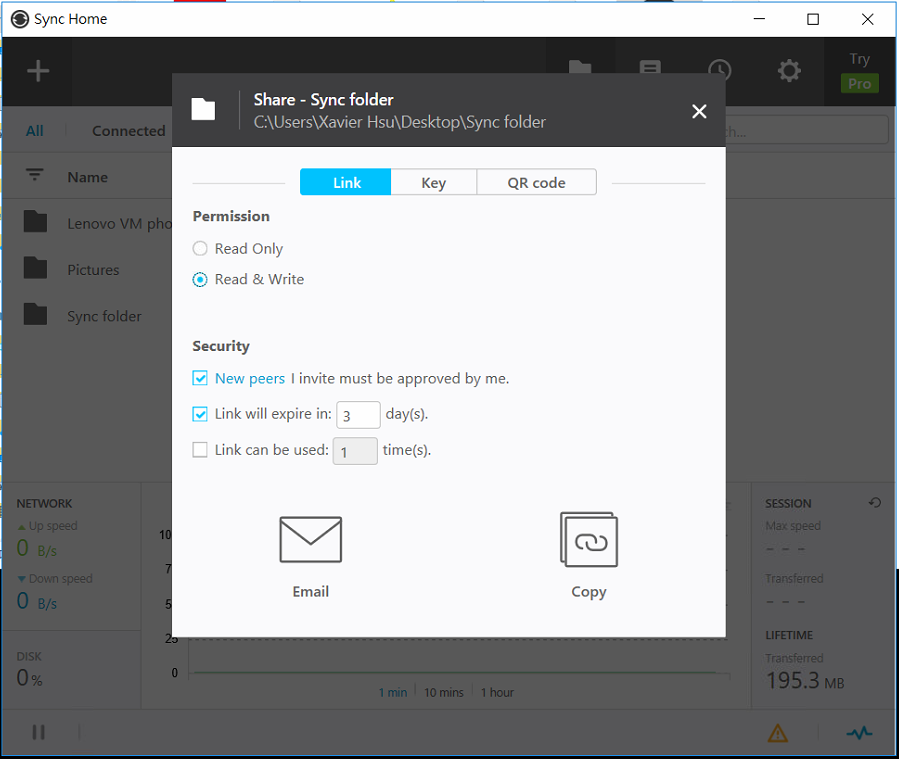 Sync Home
Try
Pro
Share - Sync folder
C:\Users\Xavier Hsu\Desktop\Sync folder
All
Connected
Name
Lenovo VM pho
Pictures
Sync folder
Link
Key
QR code
Permission
Read Only
Read & Write
Security
New peers I invite must be approved by me.
Link will expire in: 3 day(s).
Link can be used: 1 time(s).
Email
Copy
NETWORK
Up speed
0 B/s
Down speed
0 B/s
DISK
0%
10
7
5
25
0
1 min
10 mins
1 hour
SESSION
Max speed
- - -
Transferred
- - -
LIFETIME
Transferred
195.3 MB